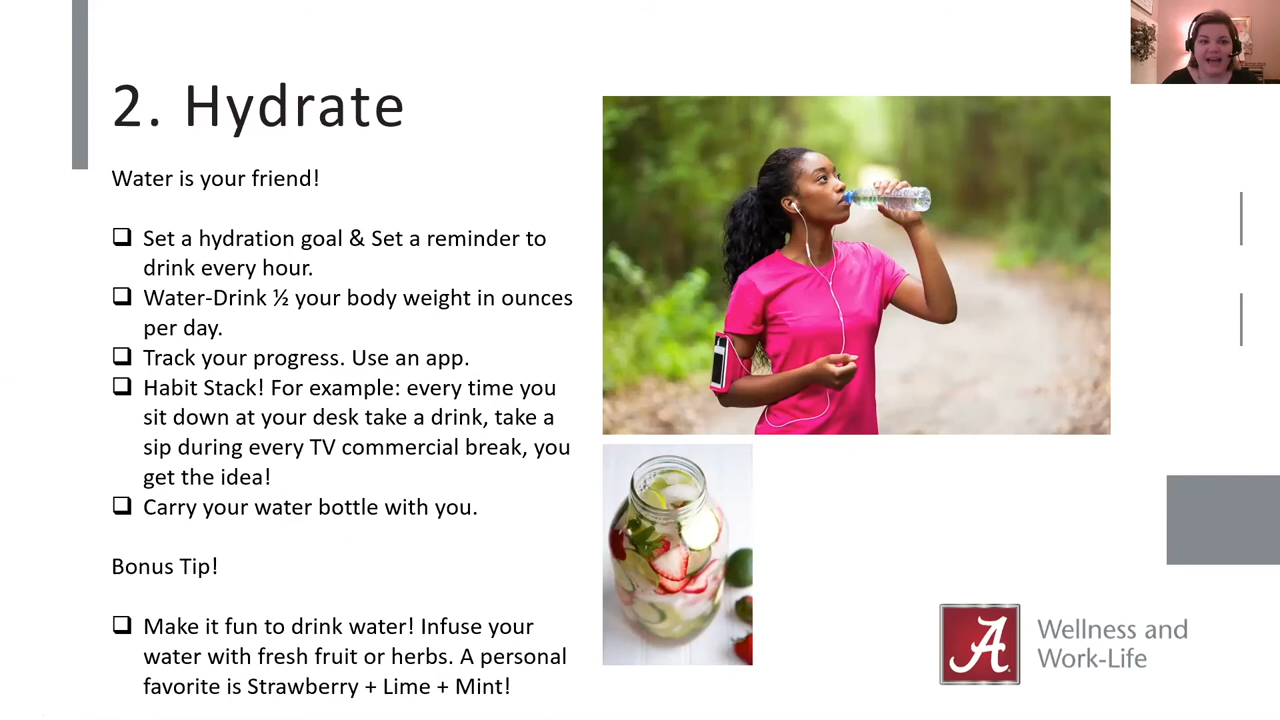 2. Hydrate
Water is your friend!
❑ Set a hydration goal & Set a reminder to
drink every hour.
❑ Water-Drink ½ your body weight in ounces
per day.
❑ Track your progress. Use an app.
❑ Habit Stack! For example: every time you
sit down at your desk take a drink, take a
sip during every TV commercial break, you
get the idea!
❑ Carry your water bottle with you.
Bonus Tip!
❑ Make it fun to drink water! Infuse your
water with fresh fruit or herbs. A personal
favorite is Strawberry + Lime + Mint!
A
Wellness and
Work-Life